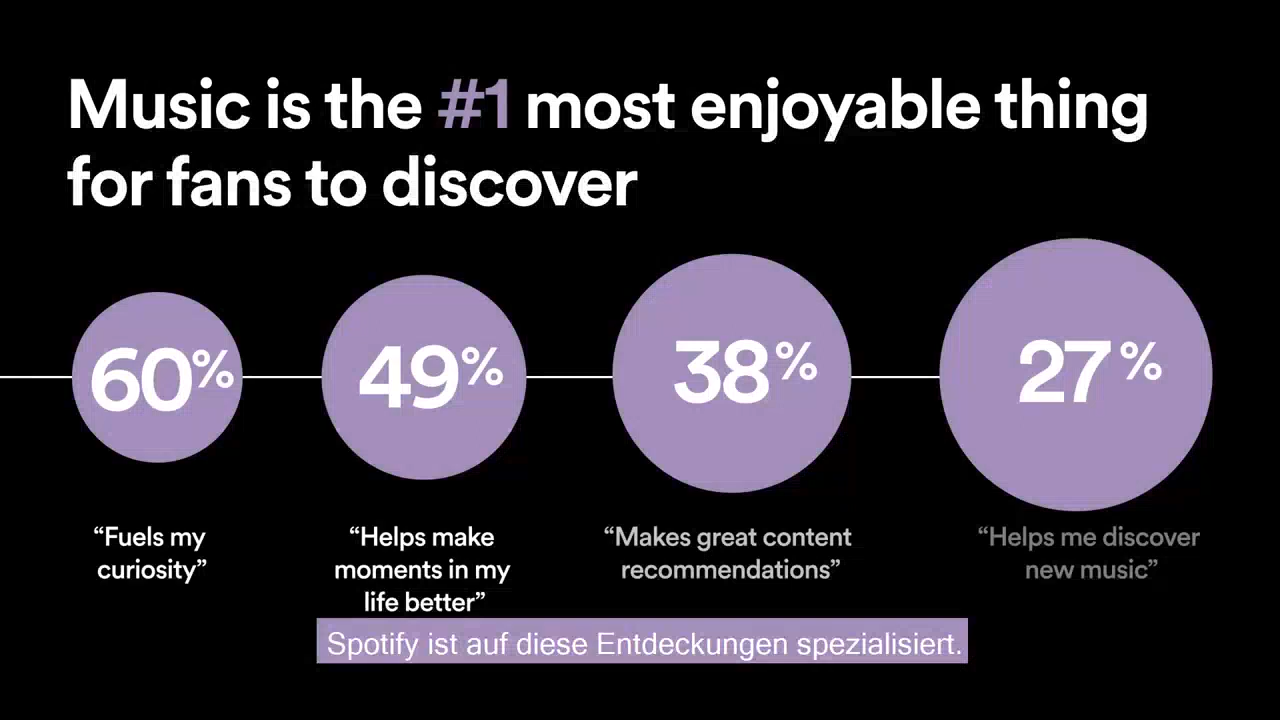 Music is the #1 most enjoyable thing
for fans to discover
60%
49%
38%
27%
“Fuels my
curiosity”
“Helps make
moments in my
life better”
“Makes great content
recommendations”
“Helps me discover
new music”
Spotify ist auf diese Entdeckungen spezialisiert.